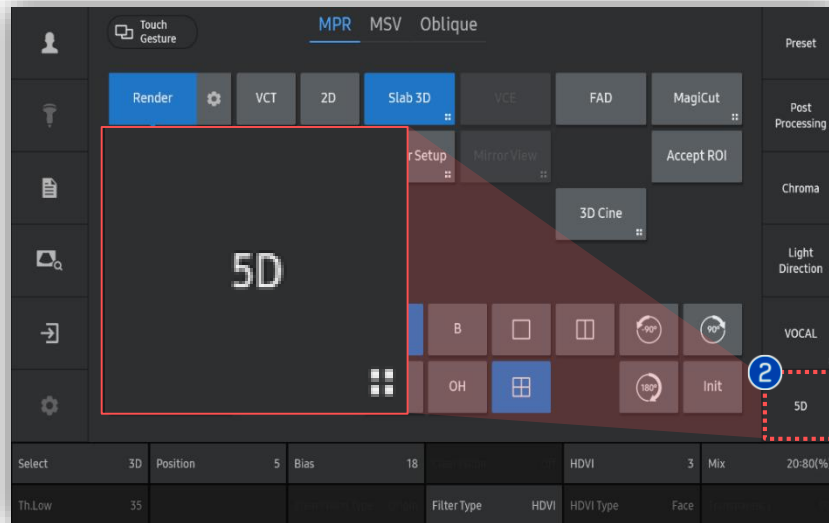 Touch
Gesture
MPR MSV Oblique
Preset
Render VCT 2D Slab 3D VCE FAD MagiCut
Post
Processing
r Setup Mirror View Accept ROI
Chroma
3D Cine
5D
Light
Direction
B -90° 90° VOCAL
2
OH 180° Init 5D
Select 3D Position 5 Bias 18 HDVI 3 Mix 20:80(%
Th.Low 35 Filter Type HDVI HDVI Type Face